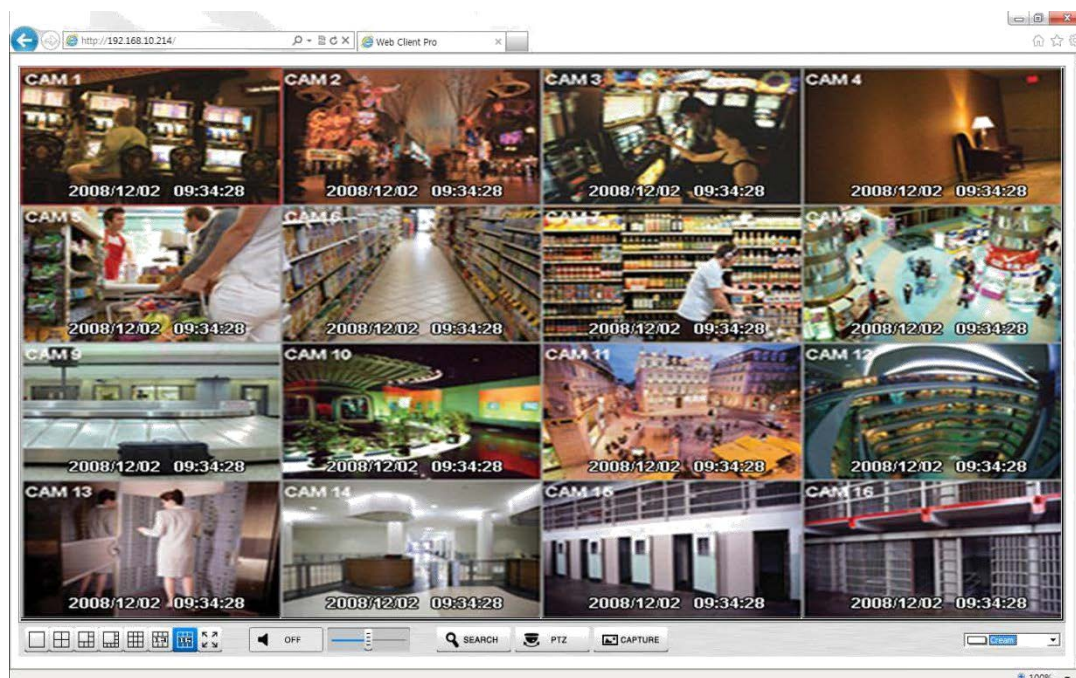 http://192.168.10.214/
Web Client Pro
CAM 1
CAM 2
CAM 3
CAM 4
2008/12/02 09:34:28
2008/12/02 09:34:28
2008/12/02 09:34:28
2008/12/02 09:34:28
CAM 5
CAM 6
CAM 7
CAM 8
2008/12/02 09:34:28
2008/12/02 09:34:28
2008/12/02 09:34:28
2008/12/02 09:34:28
CAM 9
CAM 10
CAM 11
CAM 12
2008/12/02 09:34:28
2008/12/02 09:34:28
2008/12/02 09:34:28
2008/12/02 09:34:28
CAM 13
CAM 14
CAM 15
CAM 16
2008/12/02 09:34:28
2008/12/02 09:34:28
2008/12/02 09:34:28
2008/12/02 09:34:28
OFF
SEARCH
PTZ
CAPTURE
Cream
100%